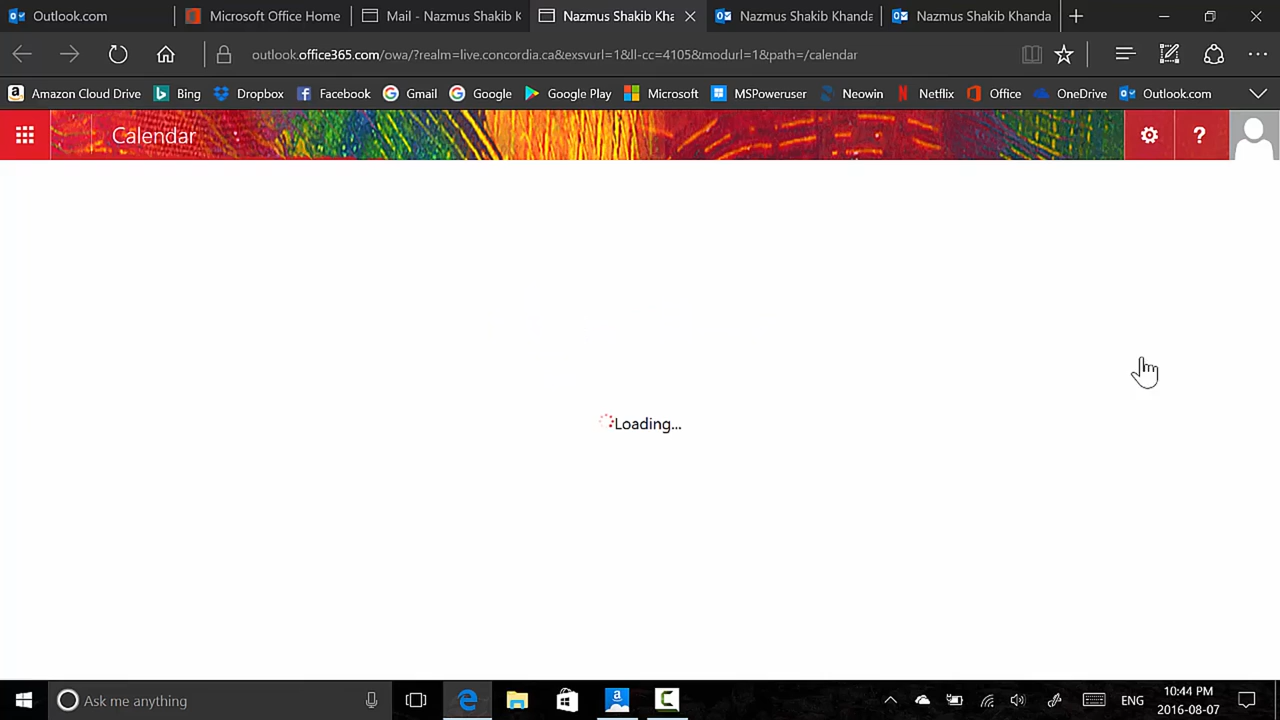 Outlook.com
Microsoft Office Home
Mail - Nazmus Shakib K
Nazmus Shakib Kha
Nazmus Shakib Khanda
Nazmus Shakib Khanda
outlook.office365.com/owa/?realm=live.concordia.ca&exsvurl=1&ll-cc=4105&modurl=1&path=/calendar
Amazon Cloud Drive
Bing
Dropbox
Facebook
Gmail
Google
Google Play
Microsoft
MSPoweruser
Neowin
Netflix
Office
OneDrive
Outlook.com
Calendar
?
Loading...
Ask me anything
ENG
10:44 PM
2016-08-07